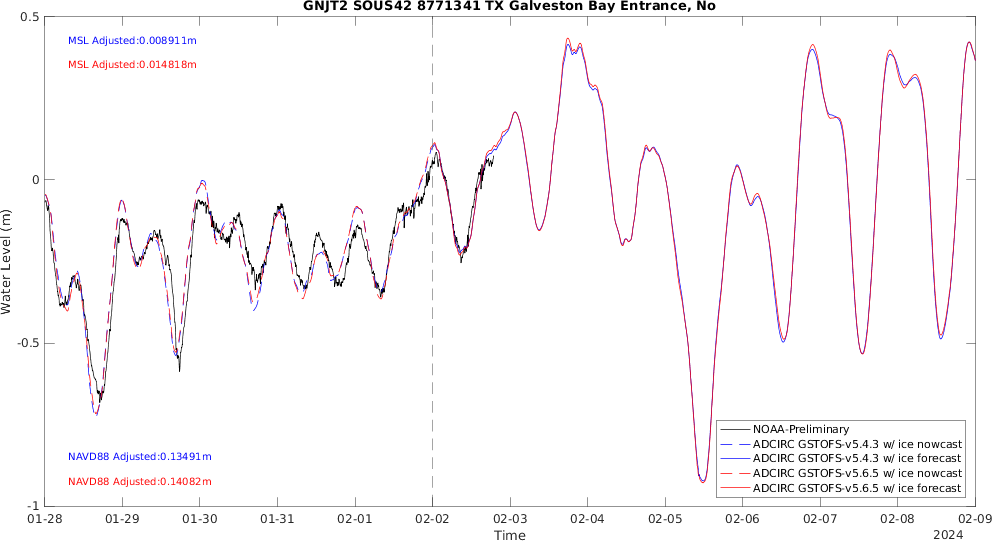 GNJT2 SOUS42 8771341 TX Galveston Bay Entrance, No
MSL Adjusted:0.008911m
MSL Adjusted:0.014818m
0.5
0
-0.5
-1
Water Level (m)
NAVD88 Adjusted:0.13491m
NAVD88 Adjusted:0.14082m
NOAA-Preliminary
ADCIRC GSTOFS-v5.4.3 w/ ice nowcast
ADCIRC GSTOFS-v5.4.3 w/ ice forecast
ADCIRC GSTOFS-v5.6.5 w/ ice nowcast
ADCIRC GSTOFS-v5.6.5 w/ ice forecast
01-28 01-29 01-30 01-31 02-01 02-02 02-03 02-04 02-05 02-06 02-07 02-08 02-09
Time
2024